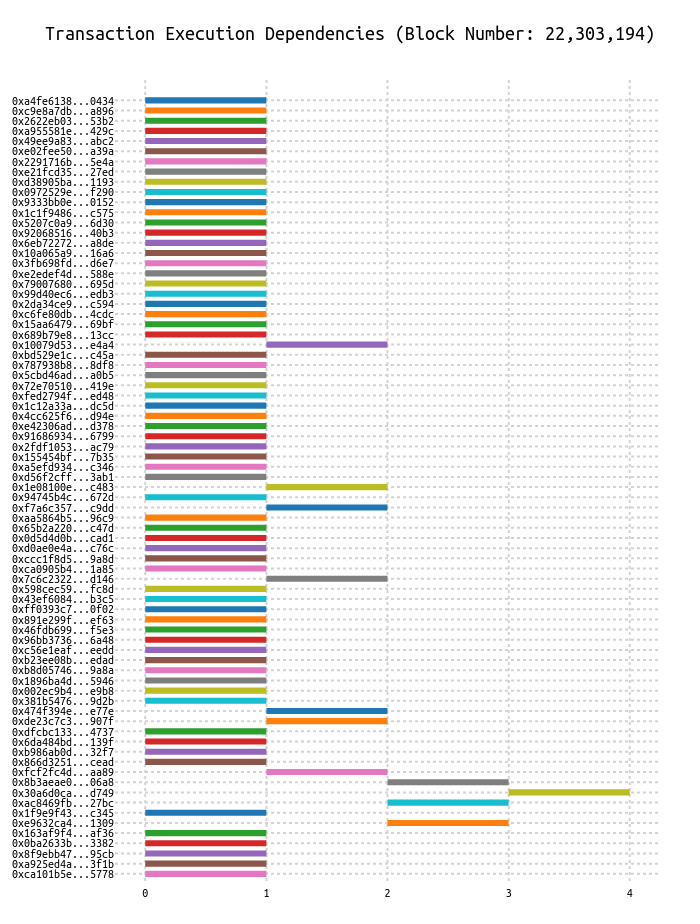 Transaction Execution Dependencies (Block Number: 22,303,194)
0xa4fe6138...0434
0xc9e8a7db...a896
0x2622eb03...53b2
0xa955581e...429c
0x49ee9a83...abc2
0xe02fee50...a39a
0x2291716b...5e4a
0xe21fcd35...27ed
0xd38905ba...1193
0x0972529e...f290
0x9333bb0e...0152
0x1c1f9486...c575
0x5207c0a9...6d30
0x92068516...40b3
0x6eb72272...a8de
0x10a065a9...16a6
0x3fb698fd...d6e7
0xe2edef4d...588e
0x79007680...695d
0x99d40ec6...edb3
0x2da34ce9...c594
0xc6fe80db...4cdc
0x15aa6479...69bf
0x689b79e8...13cc
0x10079d53...e4a4
0xbd529e1c...c45a
0x787938b8...8df8
0x5cbd46ad...a0b5
0x72e70510...419e
0xfed2794f...ed48
0x1c12a33a...dc5d
0x4cc625f6...d94e
0xe42306ad...d378
0x91686934...6799
0x2fdf1053...ac79
0x155454bf...7b35
0xa5efd934...c346
0xd56f2cff...3ab1
0x1e08100e...c483
0x94745b4c...672d
0xf7a6c357...c9dd
0xaa5864b5...96c9
0x65b2a220...c47d
0x0d5d4d0b...cad1
0xd0ae0e4a...c76c
0xccc1f8d5...9a8d
0xca0905b4...1a85
0x7c6c2322...d146
0x598cec59...fc8d
0x43ef6084...b3c5
0xff0393c7...0f02
0x891e299f...ef63
0x46fdb699...f5e3
0x96bb3736...6a48
0xc56e1eaf...eedd
0xb23ee08b...edad
0xb8d05746...9a8a
0x1896ba4d...5946
0x002ec9b4...e9b8
0x381b5476...9d2b
0x474f394e...e77e
0xde23c7c3...907f
0xdfcbc133...4737
0x6da484bd...139f
0xb986ab0d...32f7
0x866d3251...cead
0xfcf2fc4d...aa89
0x8b3aeae0...06a8
0x30a6d0ca...d749
0xac8469fb...27bc
0x1f9e9f43...c345
0xe9632ca4...1309
0x163af9f4...af36
0x0ba2633b...3382
0x8f9ebb47...95cb
0xa925ed4a...3f1b
0xca101b5e...5778
0 1 2 3 4